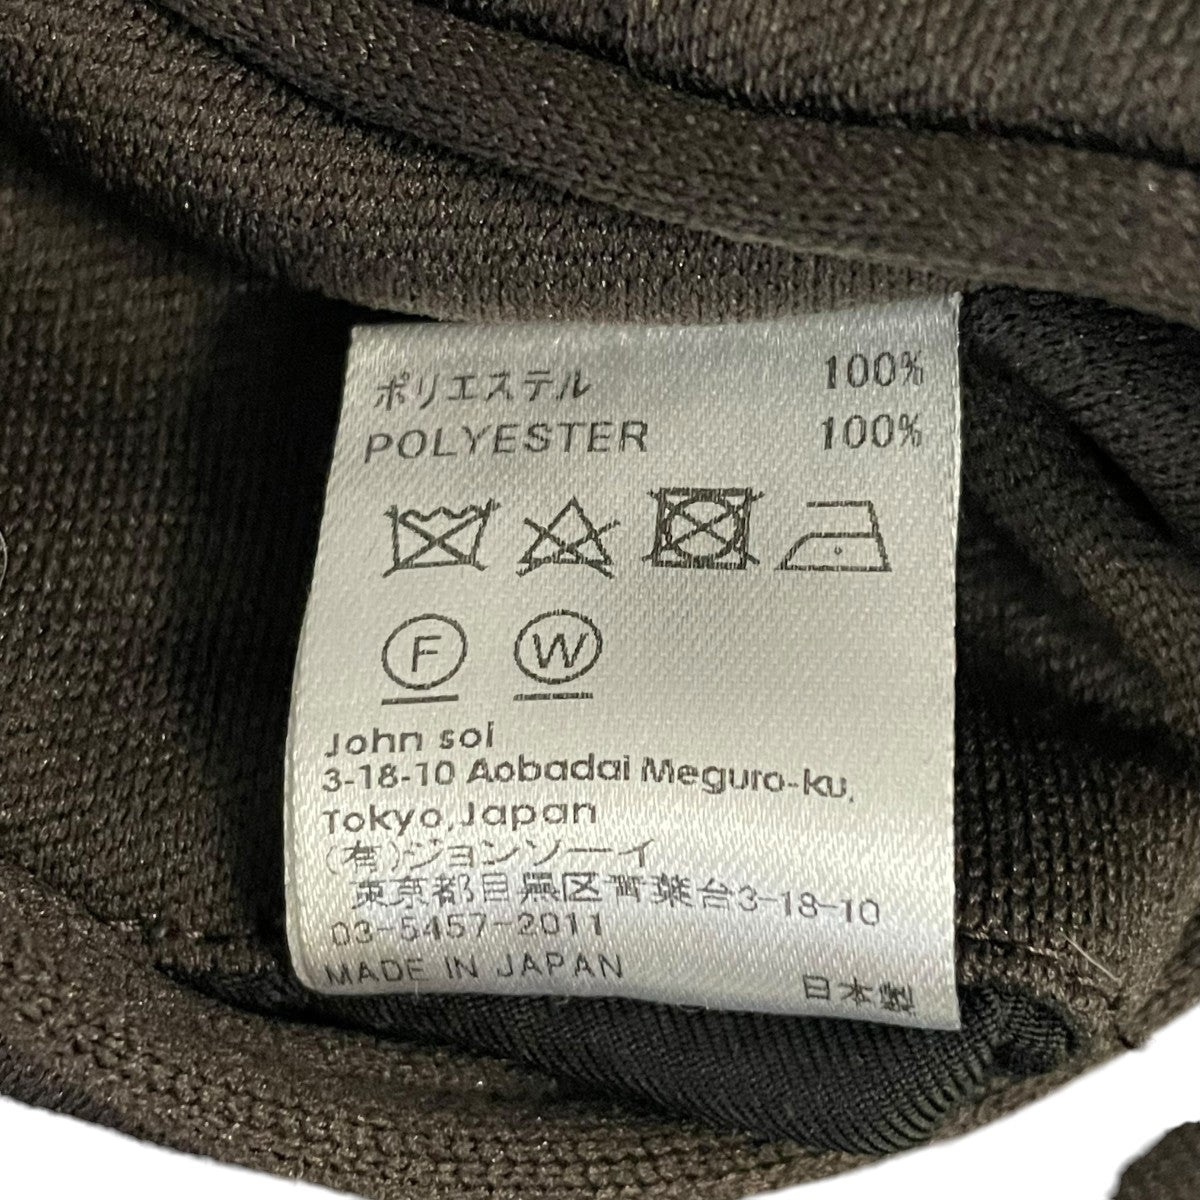 ポリエステル 100%
POLYESTER 100%
F W
John soi
3-18-10 Aobadai Meguro-ku,
Tokyo,Japan
(有)ジョンソーイ
東京都目黒区青葉台3-18-10
03-5457-2011
MADE IN JAPAN 日本製